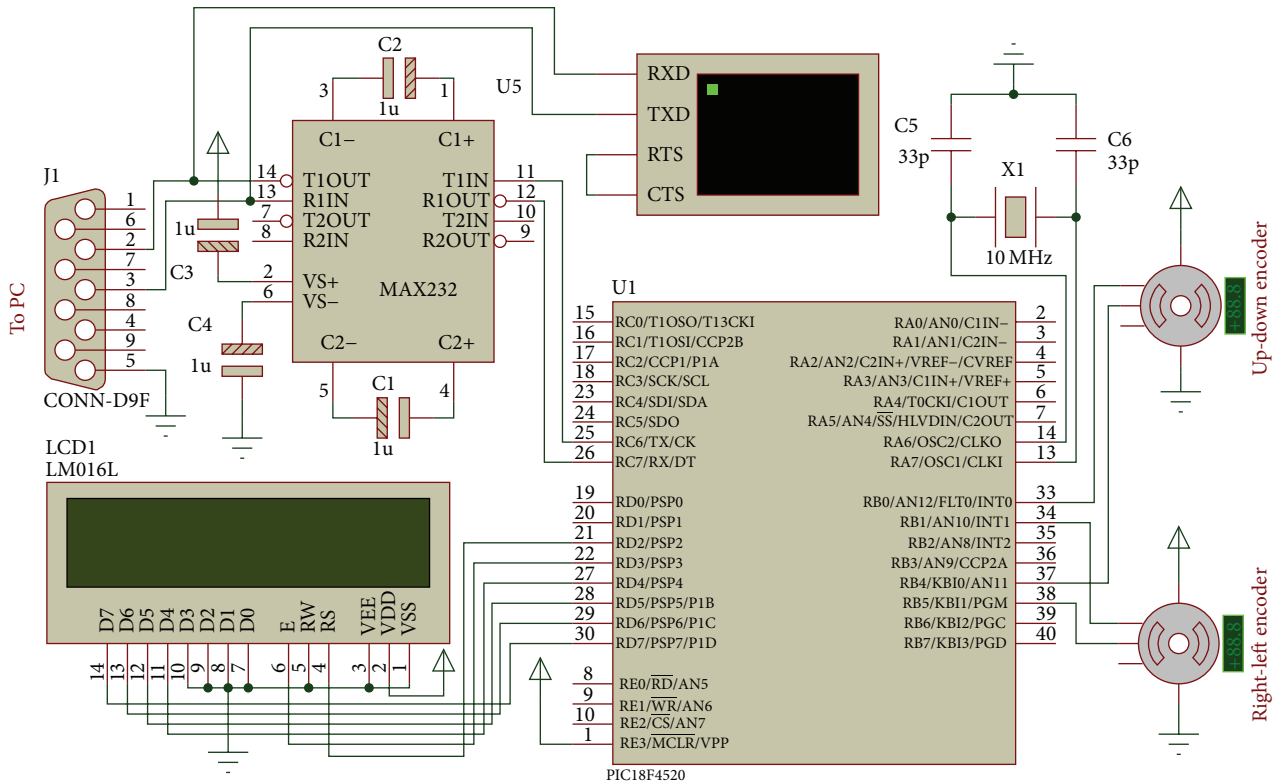 C2
3
1
1u
U5
C1−
C1+
14
T1OUT
T1IN
11
13
R1IN
R1OUT
12
7
T2OUT
T2IN
10
8
R2IN
R2OUT
9
2
VS+
6
VS−
MAX232
C2−
C2+
5
4
C1
1u
1u
C3
C4
1u
J1
1
6
2
7
3
8
4
9
5
CONN-D9F
To PC
RXD
TXD
RTS
CTS
C5
33p
C6
33p
X1
10 MHz
Up-down encoder
+88.8
Right-left encoder
+88.8
LCD1
LM016L
D7
D6
D5
D4
D3
D2
D1
D0
E
RW
RS
VEE
VDD
VSS
14
13
12
11
10
9
8
7
6
5
4
3
2
1
U1
15 RC0/T1OSO/T13CKI
16 RC1/T1OSI/CCP2B
17 RC2/CCP1/P1A
18 RC3/SCK/SCL
23 RC4/SDI/SDA
24 RC5/SDO
25 RC6/TX/CK
26 RC7/RX/DT
19 RD0/PSP0
20 RD1/PSP1
21 RD2/PSP2
22 RD3/PSP3
27 RD4/PSP4
28 RD5/PSP5/P1B
29 RD6/PSP6/P1C
30 RD7/PSP7/P1D
8 RE0/RD/AN5
9 RE1/WR/AN6
10 RE2/CS/AN7
1 RE3/MCLR/VPP
RA0/AN0/C1IN− 2
RA1/AN1/C2IN− 3
RA2/AN2/C2IN+/VREF−/CVREF 4
RA3/AN3/C1IN+/VREF+ 5
RA4/T0CKI/C1OUT 6
RA5/AN4/SS/HLVDIN/C2OUT 7
RA6/OSC2/CLKO 14
RA7/OSC1/CLKI 13
RB0/AN12/FLT0/INT0 33
RB1/AN10/INT1 34
RB2/AN8/INT2 35
RB3/AN9/CCP2A 36
RB4/KBI0/AN11 37
RB5/KBI1/PGM 38
RB6/KBI2/PGC 39
RB7/KBI3/PGD 40
PIC18F4520